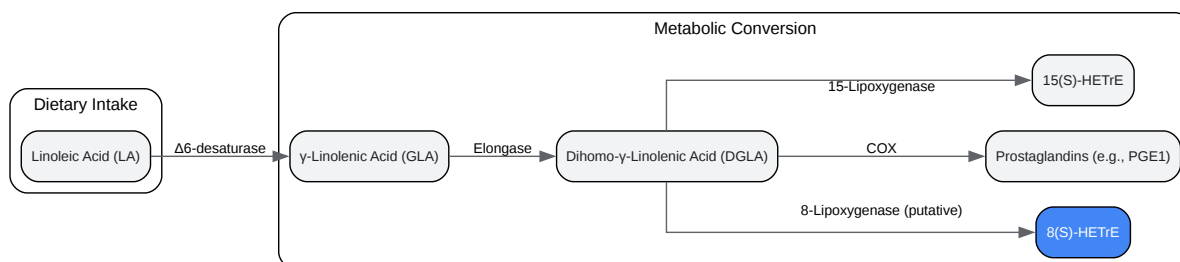 Metabolic Conversion
Dietary Intake
Linoleic Acid (LA)
Δ6-desaturase
γ-Linolenic Acid (GLA)
Elongase
Dihomo-γ-Linolenic Acid (DGLA)
15-Lipoxygenase
15(S)-HETrE
COX
Prostaglandins (e.g., PGE1)
8-Lipoxygenase (putative)
8(S)-HETrE